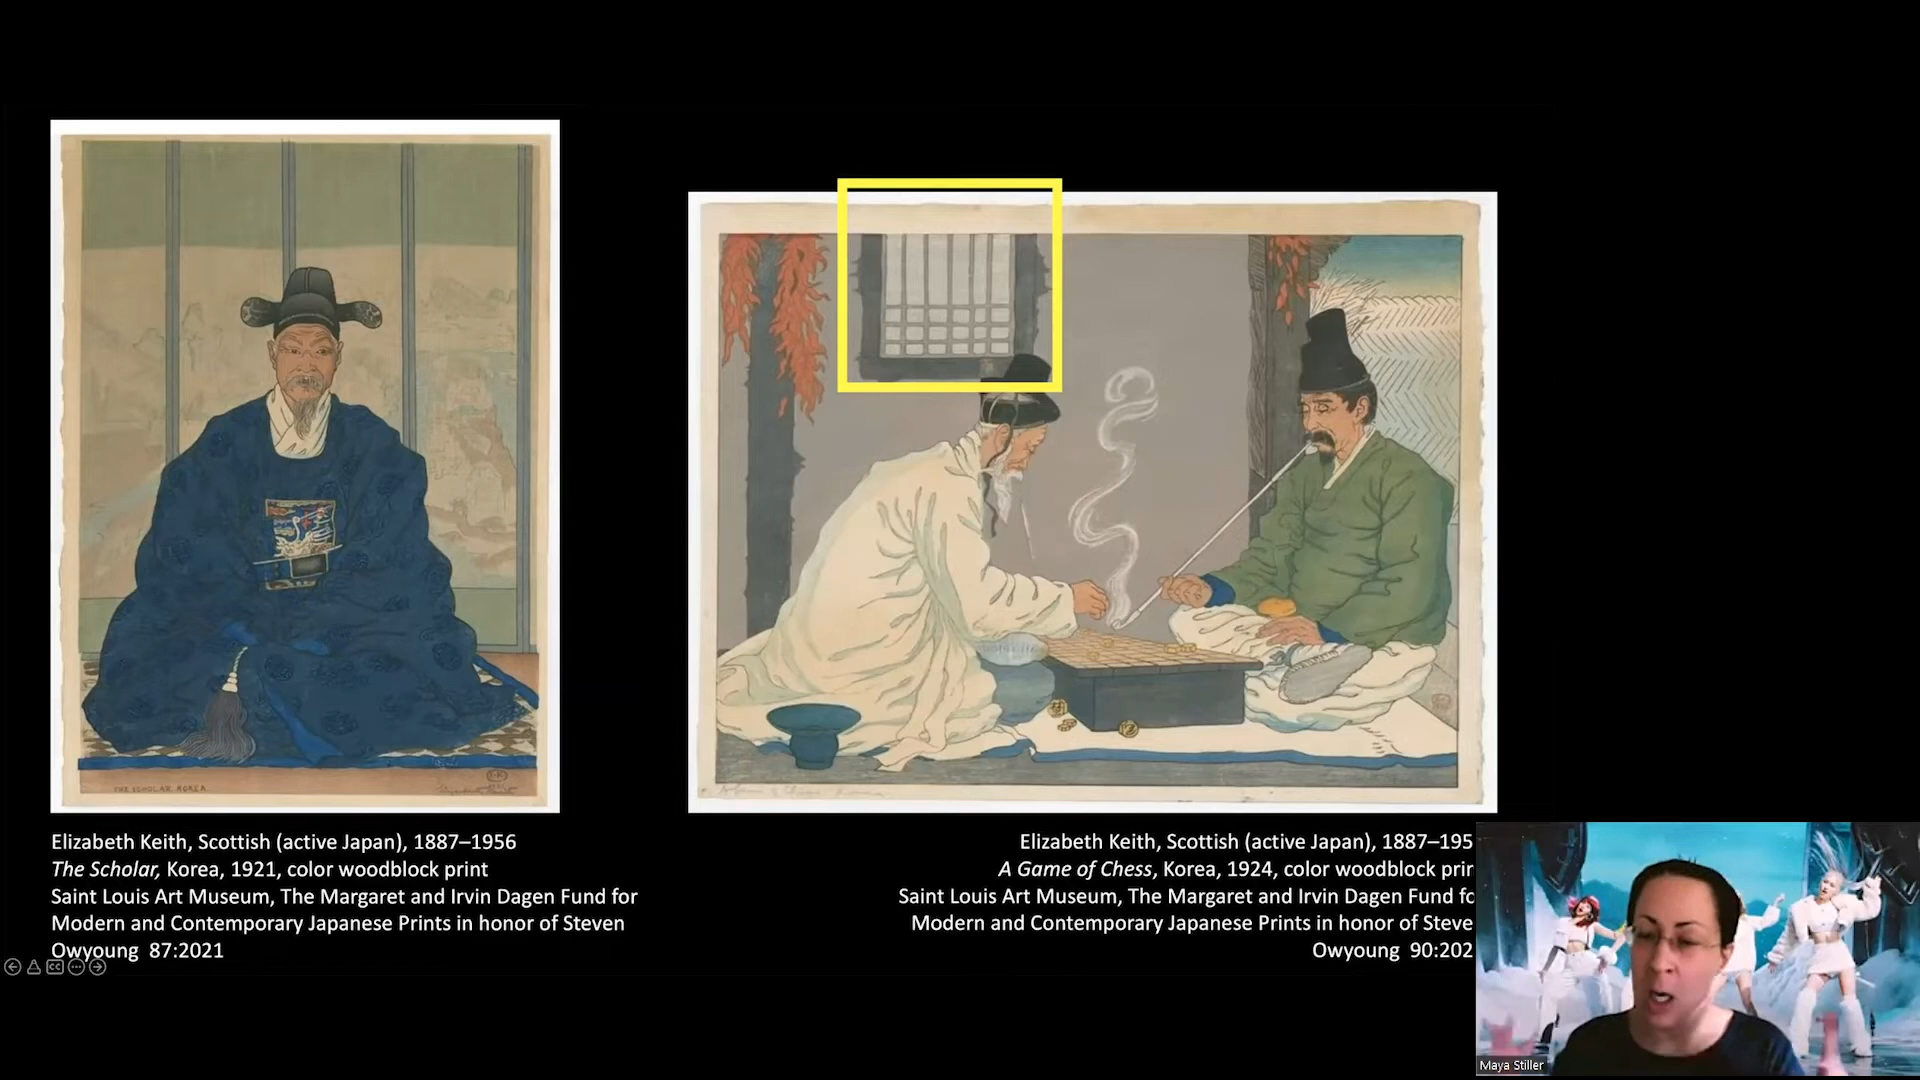 THE SCHOLAR KOREA
Elizabeth Keith, Scottish (active Japan), 1887–1956
The Scholar, Korea, 1921, color woodblock print
Saint Louis Art Museum, The Margaret and Irvin Dagen Fund for
Modern and Contemporary Japanese Prints in honor of Steven
Owyoung 87:2021
Elizabeth Keith, Scottish (active Japan), 1887–195
A Game of Chess, Korea, 1924, color woodblock prin
Saint Louis Art Museum, The Margaret and Irvin Dagen Fund fo
Modern and Contemporary Japanese Prints in honor of Steve
Owyoung 90:202
CC
Maya Stiller